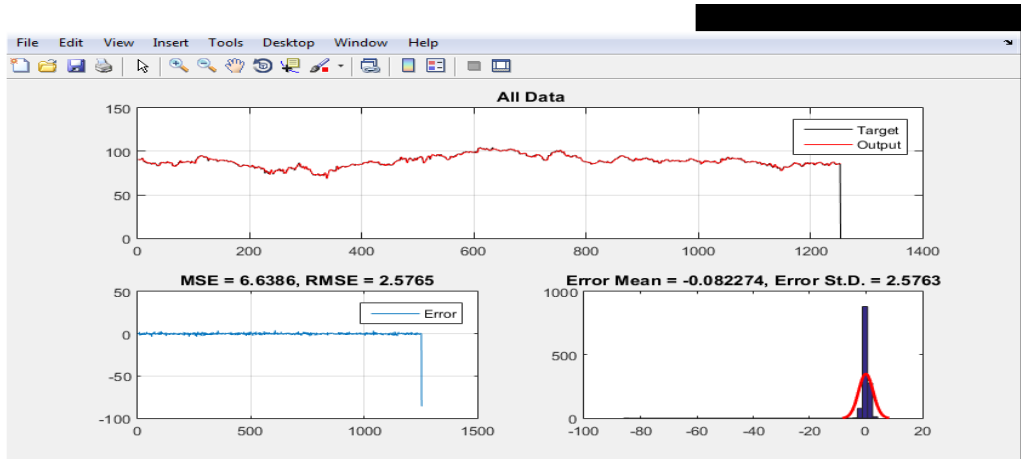 File Edit View Insert Tools Desktop Window Help
All Data
150
100
50
0
Target
Output
0 200 400 600 800 1000 1200 1400
MSE = 6.6386, RMSE = 2.5765
50
0
-50
-100
Error
0 500 1000 1500
Error Mean = -0.082274, Error St.D. = 2.5763
1000
500
0
-100 -80 -60 -40 -20 0 20